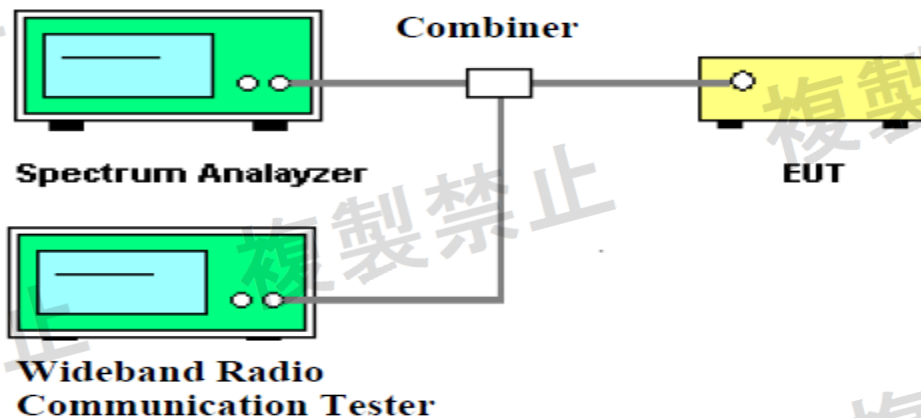 Combiner
Spectrum Analayzer
EUT
Wideband Radio
Communication Tester
複製禁止
複製
止